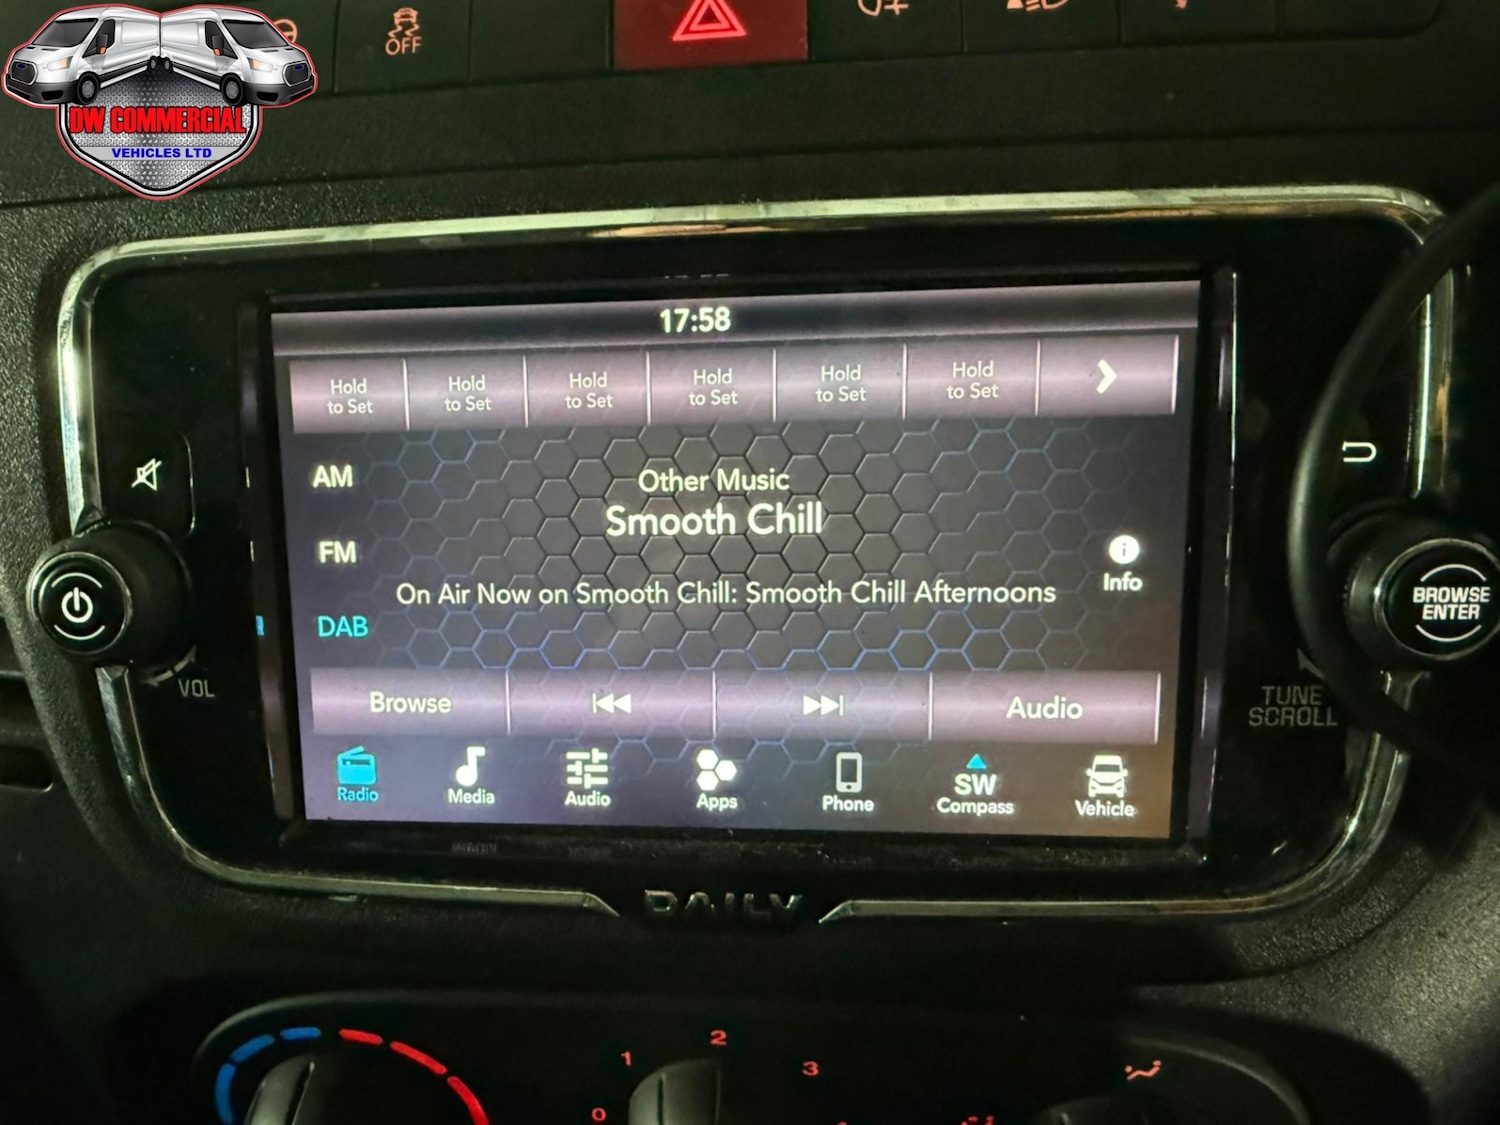 OFF
DW COMMERCIAL
VEHICLES LTD
17:58
Hold
to Set
Hold
to Set
Hold
to Set
Hold
to Set
Hold
to Set
Hold
to Set
AM
Other Music
Smooth Chill
FM
Info
On Air Now on Smooth Chill: Smooth Chill Afternoons
DAB
BROWSE
ENTER
VOL
TUNE
SCROLL
Browse
Audio
Radio
Media
Audio
Apps
Phone
SW
Compass
Vehicle
DAILY
0
1
2
3